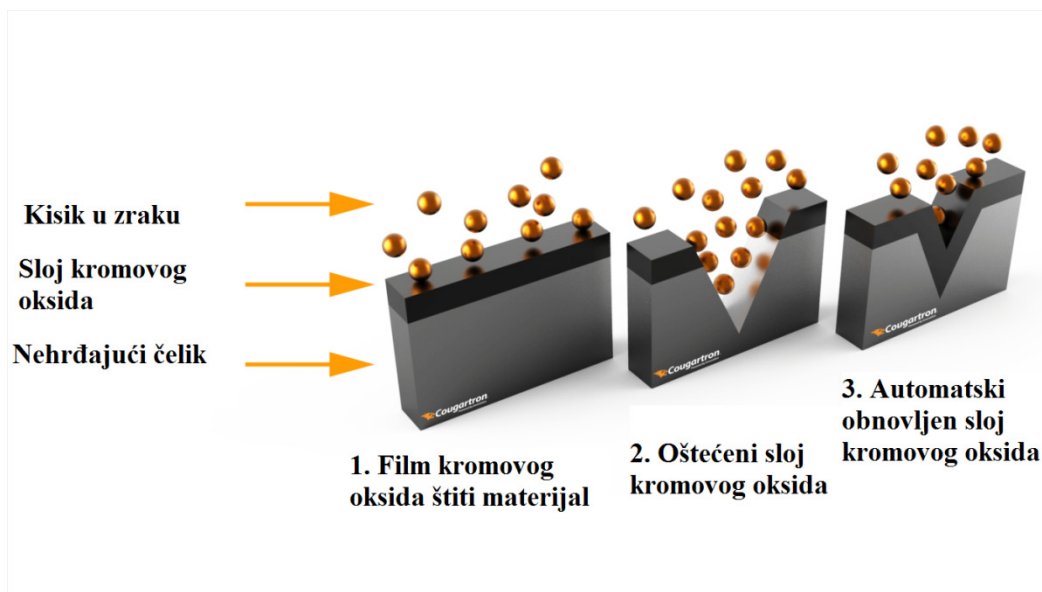 Kisik u zraku
Sloj kromovog
oksida
Nehrđajući čelik
Cougartron
Cougartron
Cougartron
1. Film kromovog
oksida štiti materijal
2. Oštećeni sloj
kromovog oksida
3. Automatski
obnovljen sloj
kromovog oksida